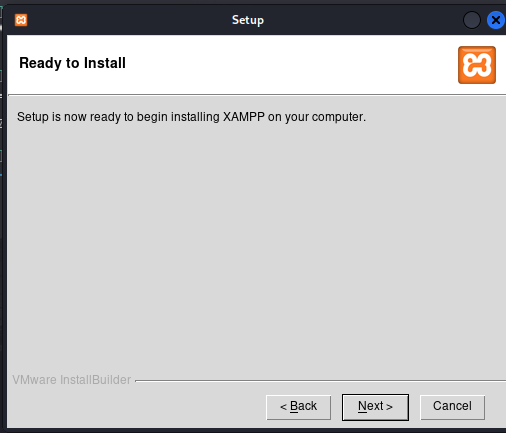 Setup
Ready to Install
Setup is now ready to begin installing XAMPP on your computer.
VMware InstallBuilder
< Back
Next >
Cancel